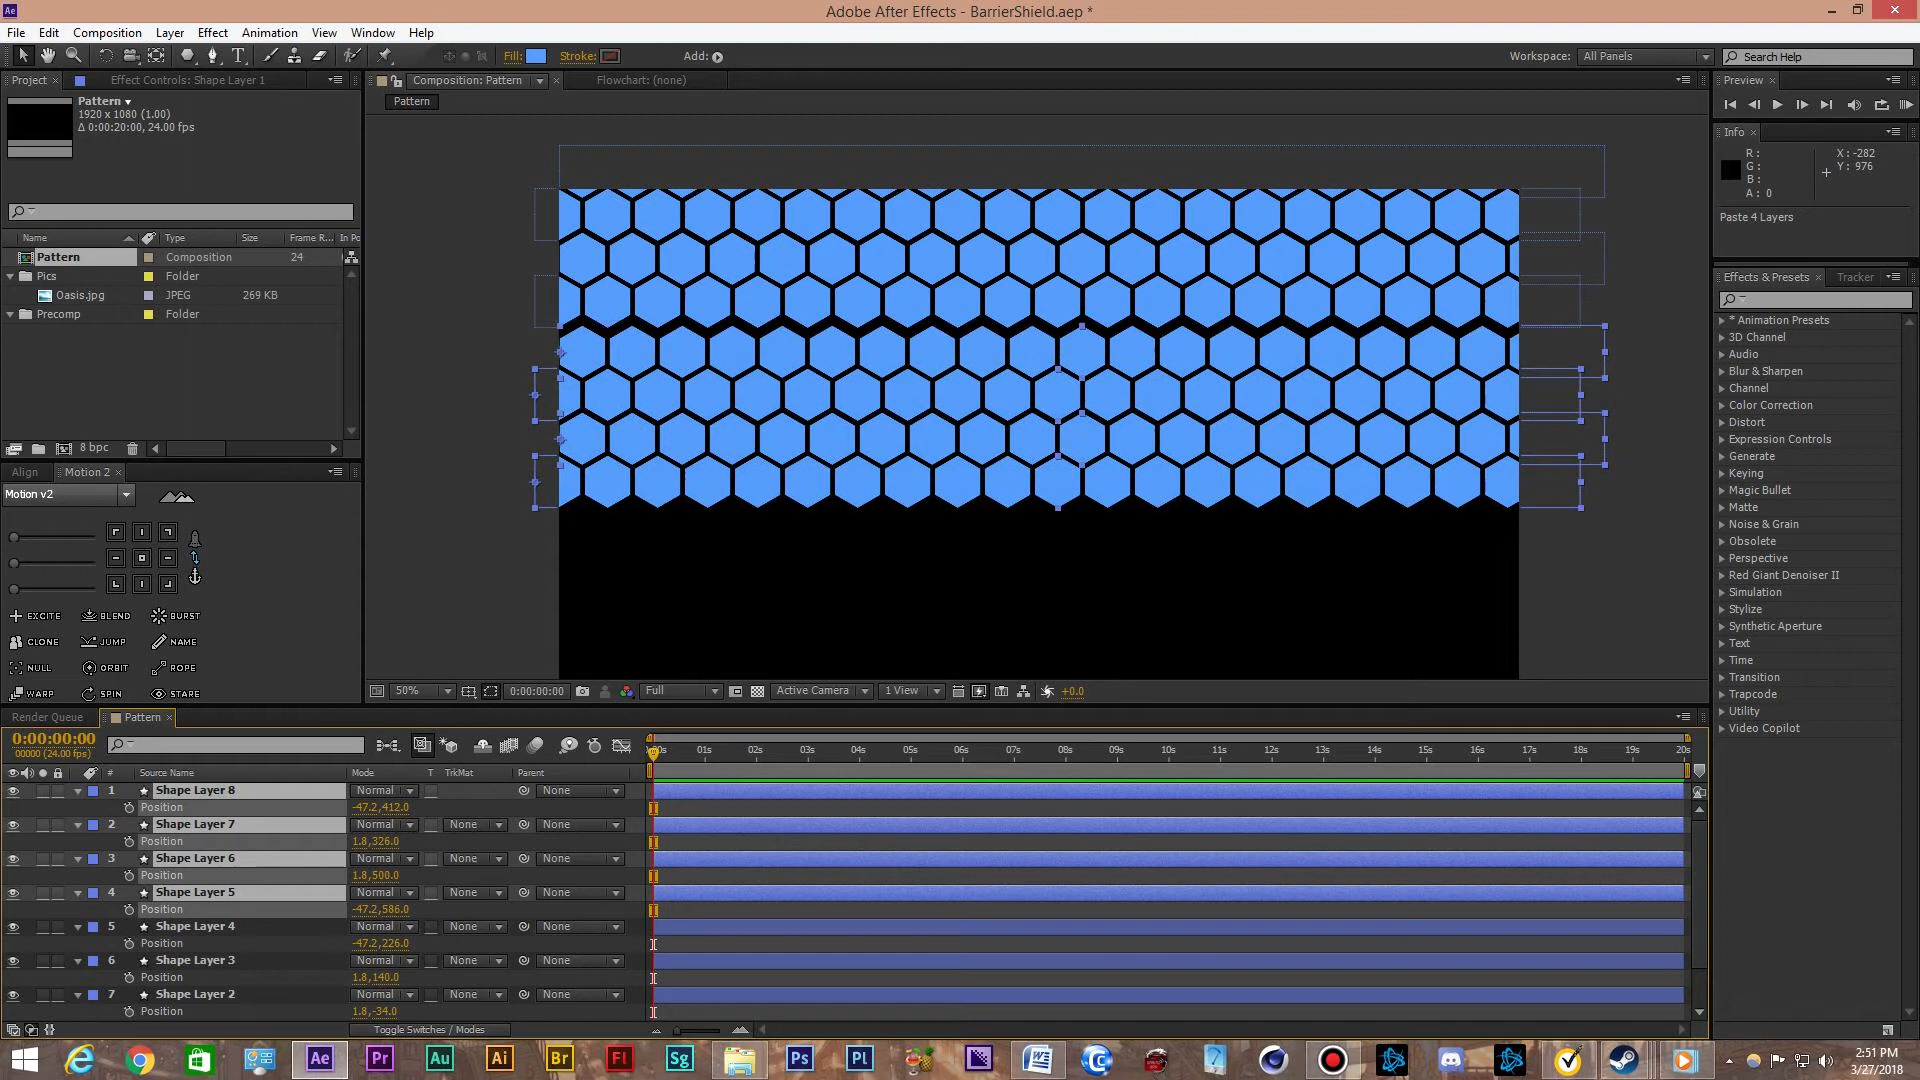 Adobe After Effects - BarrierShield.aep *
File Edit Composition Layer Effect Animation View Window Help
Fill: Stroke: Add: Workspace: All Panels Search Help
Project Effect Controls: Shape Layer 1
Composition: Pattern Flowchart: (none)
Pattern
Pattern
1920 x 1080 (1.00)
Δ 0:00:20:00, 24.00 fps
Name Type Size Frame R... In Po
Pattern Composition 24
Pics Folder
Oasis.jpg JPEG 269 KB
Precomp Folder
8 bpc
Align Motion 2
Motion v2
EXCITE BLEND BURST
CLONE JUMP NAME
NULL ORBIT ROPE
WARP SPIN STARE
50% 0:00:00:00 Full Active Camera 1 View +0.0
Preview
Info
R:
G:
B:
A: 0
X: -282
Y: 976
Paste 4 Layers
Effects & Presets Tracker
* Animation Presets
3D Channel
Audio
Blur & Sharpen
Channel
Color Correction
Distort
Expression Controls
Generate
Keying
Magic Bullet
Matte
Noise & Grain
Obsolete
Perspective
Red Giant Denoiser II
Simulation
Stylize
Synthetic Aperture
Text
Time
Transition
Trapcode
Utility
Video Copilot
Render Queue Pattern
0:00:00:00
00000 (24.00 fps)
01s 02s 03s 04s 05s 06s 07s 08s 09s 10s 11s 12s 13s 14s 15s 16s 17s 18s 19s 20s
# Source Name Mode T TrkMat Parent
1 Shape Layer 8 Normal None
Position -47.2,412.0
2 Shape Layer 7 Normal None None
Position 1.8,326.0
3 Shape Layer 6 Normal None None
Position 1.8,500.0
4 Shape Layer 5 Normal None None
Position -47.2,586.0
5 Shape Layer 4 Normal None None
Position -47.2,226.0
6 Shape Layer 3 Normal None None
Position 1.8,140.0
7 Shape Layer 2 Normal None None
Position 1.8,-34.0
Toggle Switches / Modes
Ae Pr Au Ai Br Fl Sg Ps Pl
2:51 PM
3/27/2018